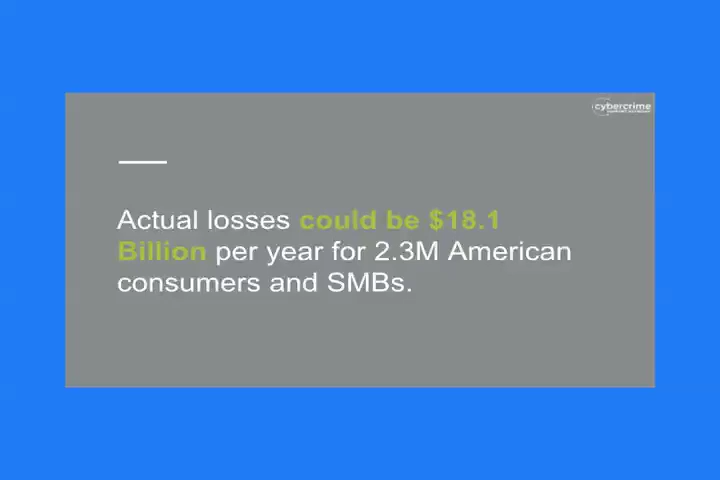 cybercrime
Actual losses could be $18.1
Billion per year for 2.3M American
consumers and SMBs.